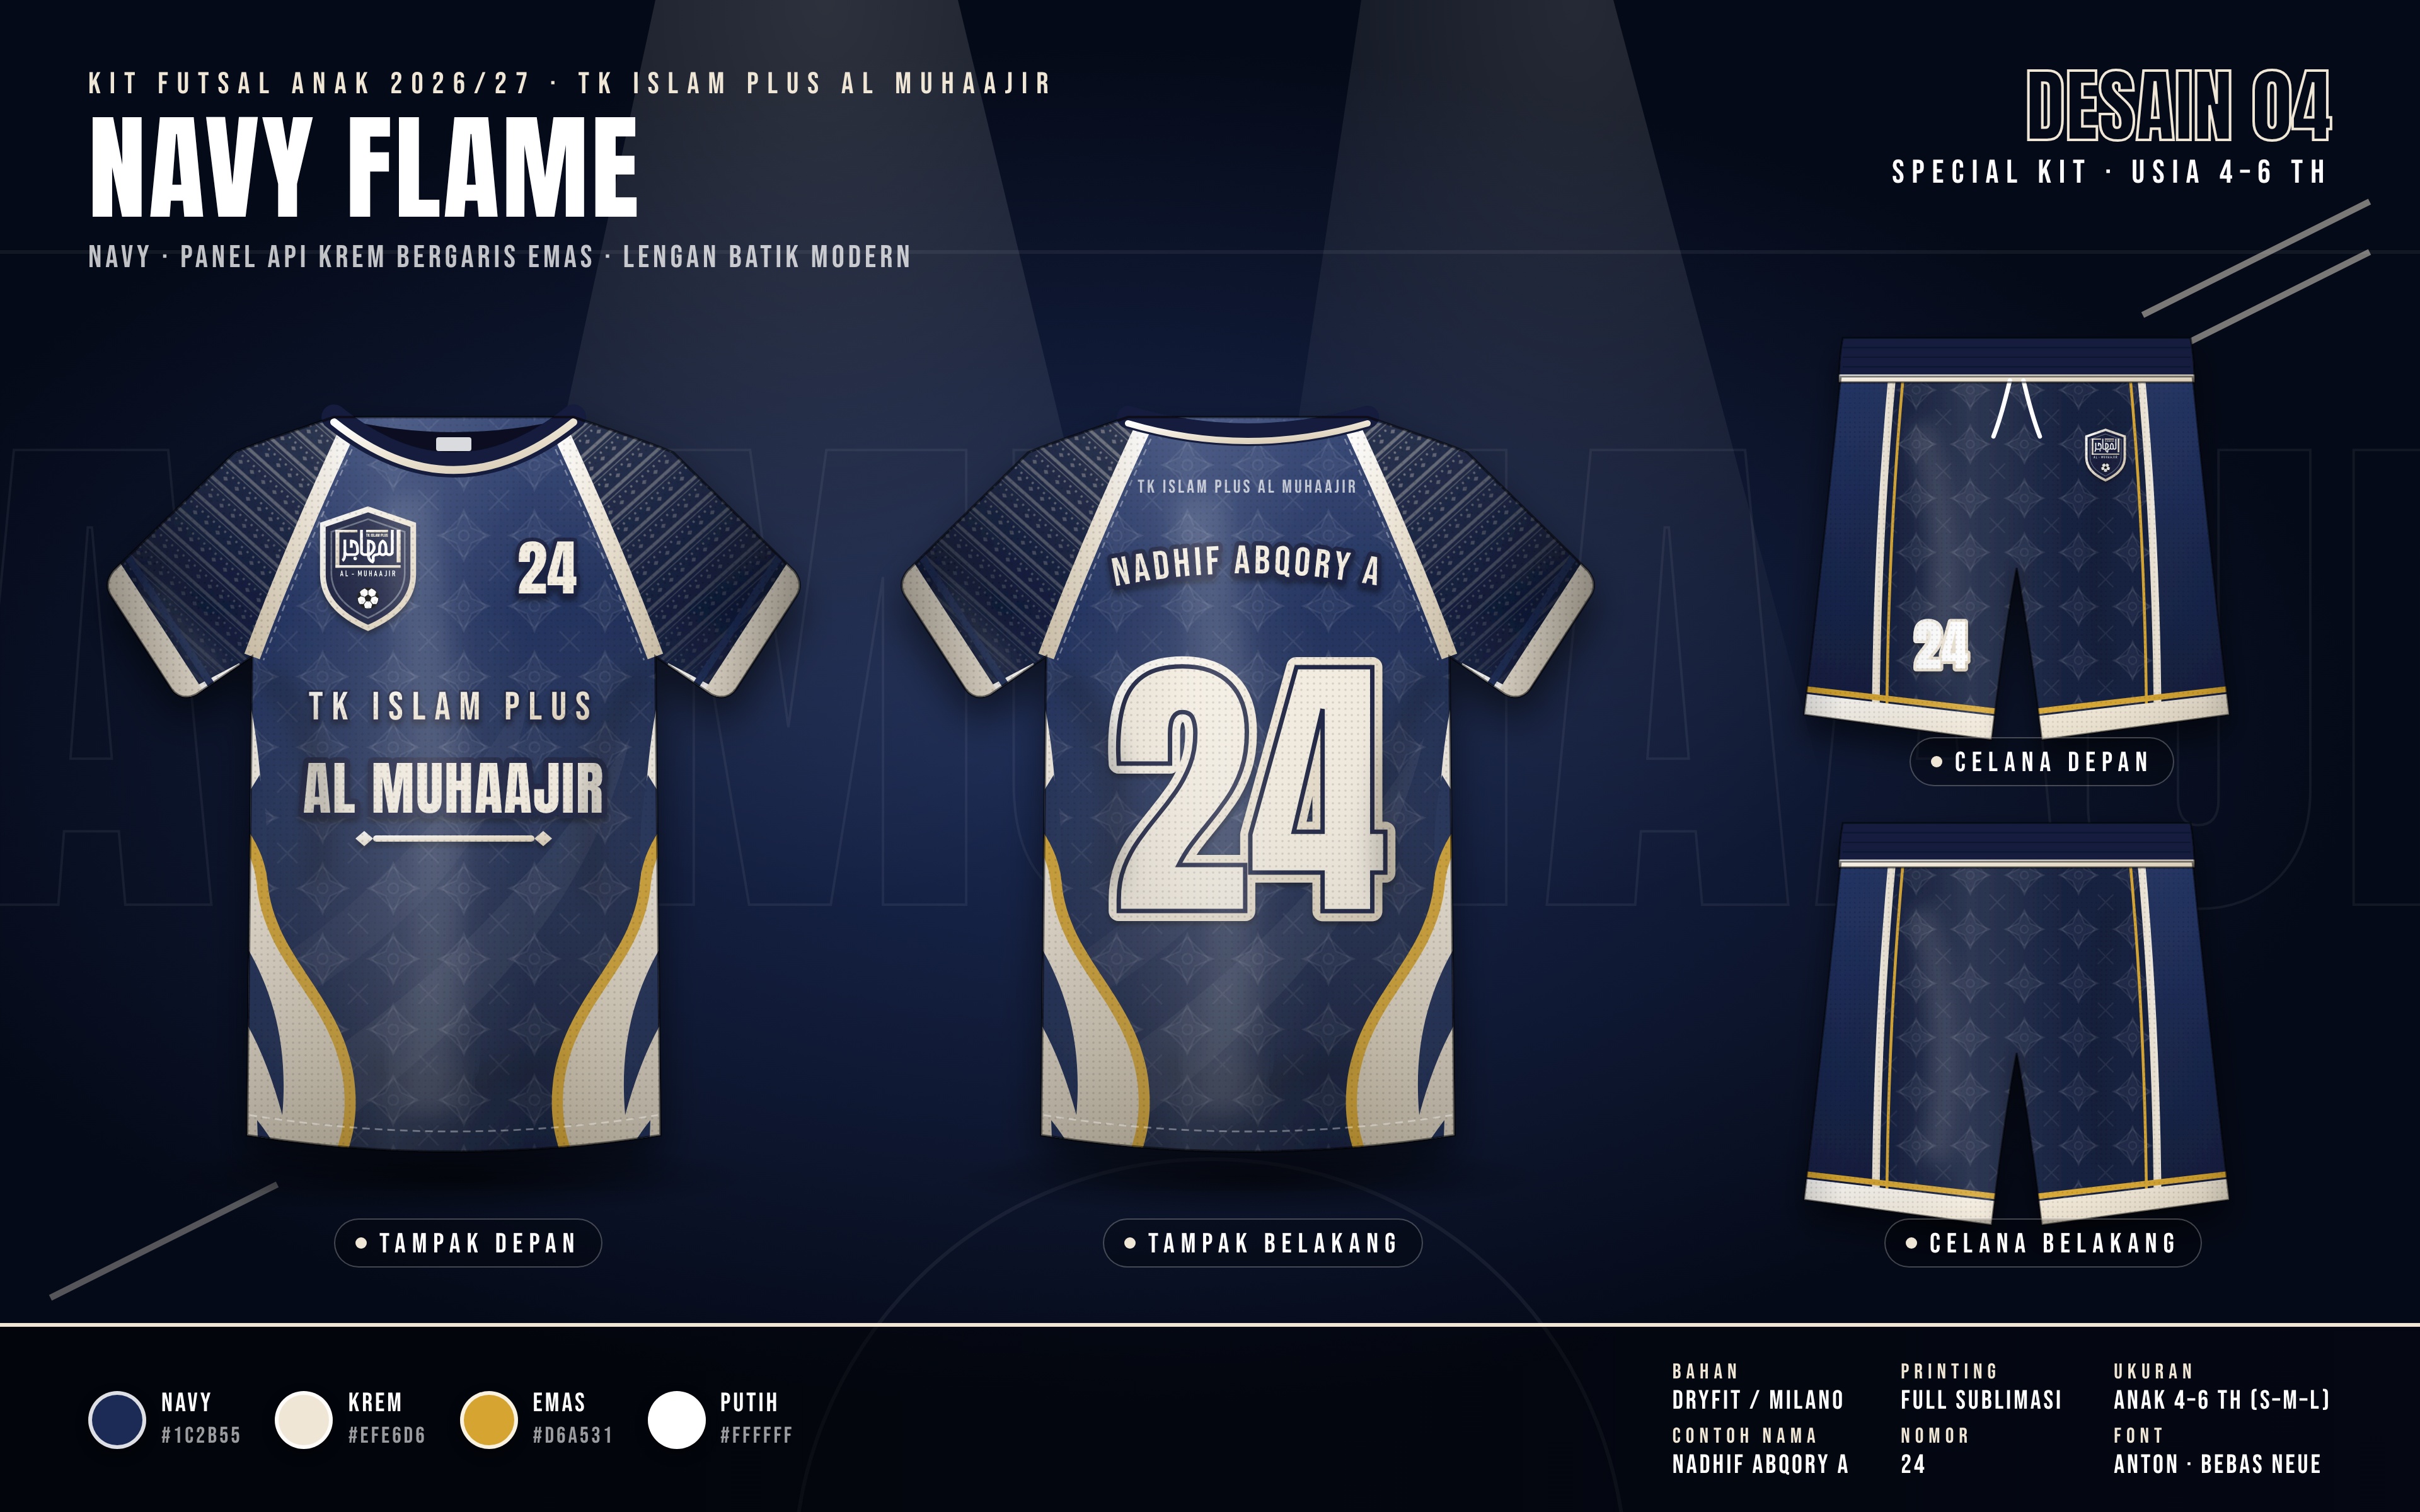 KIT FUTSAL ANAK 2026/27 · TK ISLAM PLUS AL MUHAAJIR
NAVY FLAME
NAVY · PANEL API KREM BERGARIS EMAS · LENGAN BATIK MODERN
DESAIN 04
SPECIAL KIT · USIA 4–6 TH
المهاجر
AL - MUHAAJIR
24
TK ISLAM PLUS
AL MUHAAJIR
TAMPAK DEPAN
TK ISLAM PLUS AL MUHAAJIR
NADHIF ABQORY A
24
TAMPAK BELAKANG
المهاجر
24
CELANA DEPAN
CELANA BELAKANG
NAVY
#1C2B55
KREM
#EFE6D6
EMAS
#D6A531
PUTIH
#FFFFFF
BAHAN
DRYFIT / MILANO
PRINTING
FULL SUBLIMASI
UKURAN
ANAK 4–6 TH (S–M–L)
CONTOH NAMA
NADHIF ABQORY A
NOMOR
24
FONT
ANTON · BEBAS NEUE